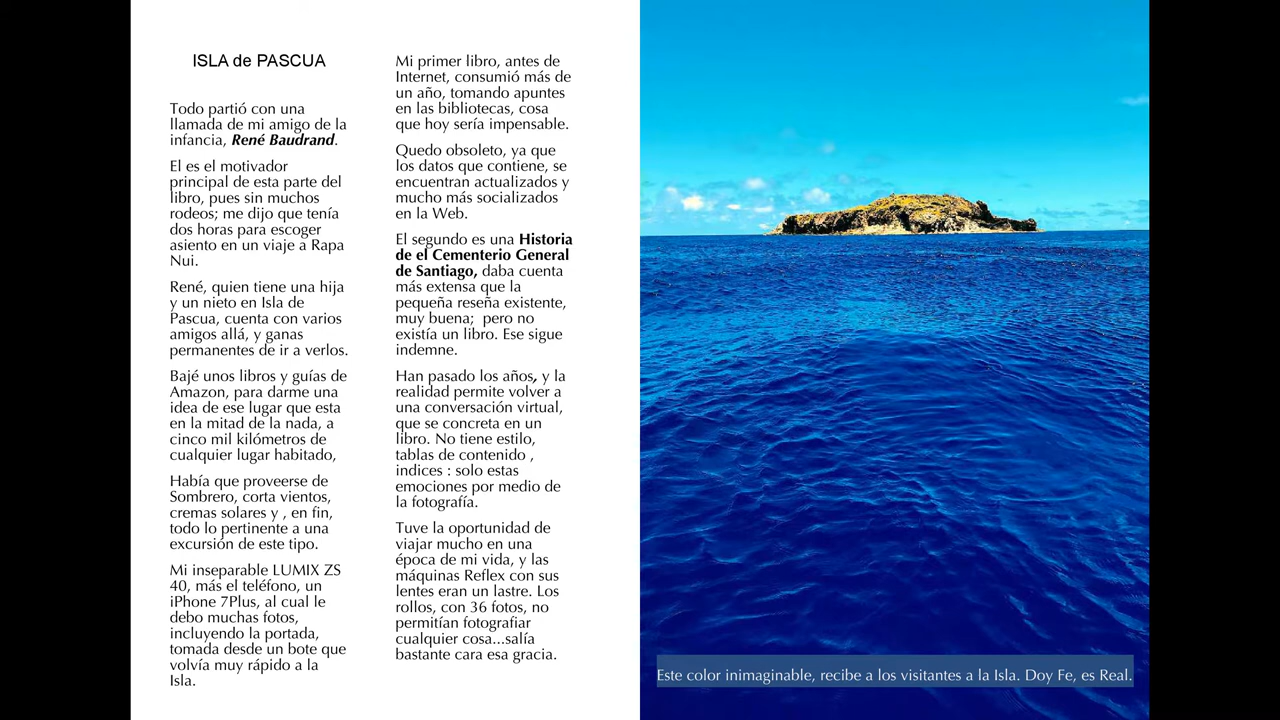 ISLA de PASCUA
Todo partió con una
llamada de mi amigo de la
infancia, René Baudrand.
El es el motivador
principal de esta parte del
libro, pues sin muchos
rodeos; me dijo que tenía
dos horas para escoger
asiento en un viaje a Rapa
Nui.
René, quien tiene una hija
y un nieto en Isla de
Pascua, cuenta con varios
amigos allá, y ganas
permanentes de ir a verlos.
Bajé unos libros y guías de
Amazon, para darme una
idea de ese lugar que esta
en la mitad de la nada, a
cinco mil kilómetros de
cualquier lugar habitado,
Había que proveerse de
Sombrero, corta vientos,
cremas solares y , en fin,
todo lo pertinente a una
excursión de este tipo.
Mi inseparable LUMIX ZS
40, más el teléfono, un
iPhone 7Plus, al cual le
debo muchas fotos,
incluyendo la portada,
tomada desde un bote que
volvía muy rápido a la
Isla.
Mi primer libro, antes de
Internet, consumió más de
un año, tomando apuntes
en las bibliotecas, cosa
que hoy sería impensable.
Quedo obsoleto, ya que
los datos que contiene, se
encuentran actualizados y
mucho más socializados
en la Web.
El segundo es una Historia
de el Cementerio General
de Santiago, daba cuenta
más extensa que la
pequeña reseña existente,
muy buena;  pero no
existía un libro. Ese sigue
indemne.
Han pasado los años, y la
realidad permite volver a
una conversación virtual,
que se concreta en un
libro. No tiene estilo,
tablas de contenido ,
indices : solo estas
emociones por medio de
la fotografía.
Tuve la oportunidad de
viajar mucho en una
época de mi vida, y las
máquinas Reflex con sus
lentes eran un lastre. Los
rollos, con 36 fotos, no
permitían fotografiar
cualquier cosa...salía
bastante cara esa gracia.
Este color inimaginable, recibe a los visitantes a la Isla. Doy Fe, es Real.